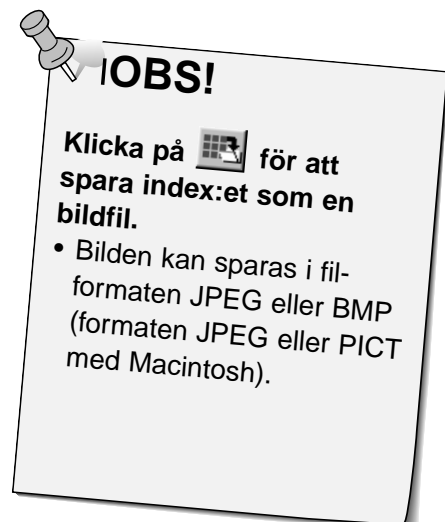 OBS!
Klicka på för att
spara index:et som en
bildfil.
• Bilden kan sparas i fil-
formaten JPEG eller BMP
(formaten JPEG eller PICT
med Macintosh).